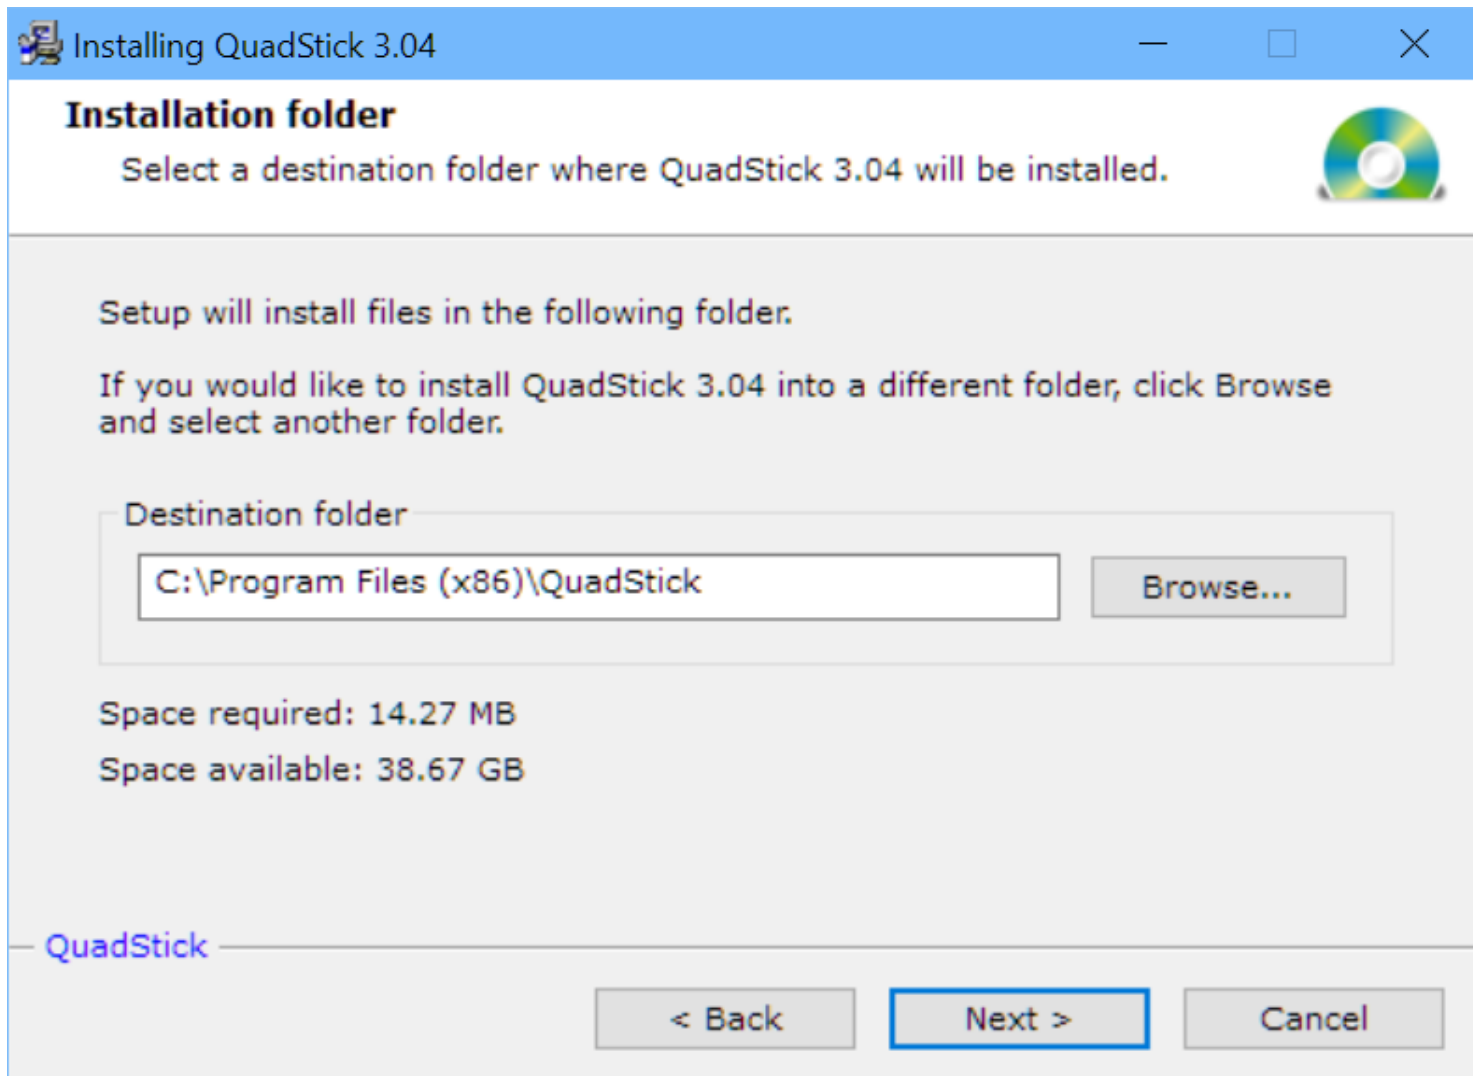 Installing QuadStick 3.04
Installation folder
Select a destination folder where QuadStick 3.04 will be installed.
Setup will install files in the following folder.
If you would like to install QuadStick 3.04 into a different folder, click Browse
and select another folder.
Destination folder
C:\Program Files (x86)\QuadStick
Browse...
Space required: 14.27 MB
Space available: 38.67 GB
QuadStick
< Back
Next >
Cancel